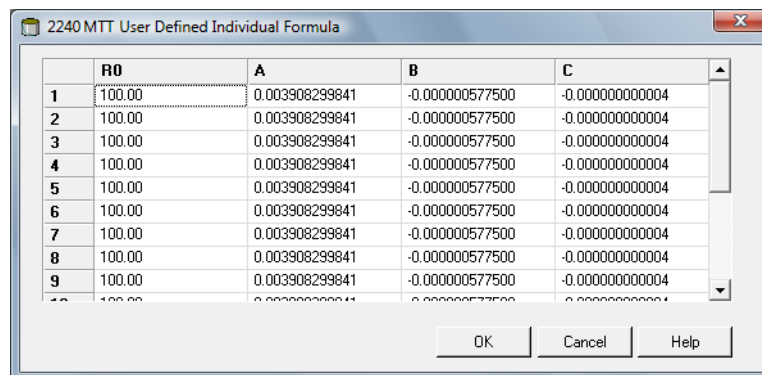 2240 MTT User Defined Individual Formula
R0 A B C
1 100.00 0.003908299841 -0.000000577500 -0.000000000004
2 100.00 0.003908299841 -0.000000577500 -0.000000000004
3 100.00 0.003908299841 -0.000000577500 -0.000000000004
4 100.00 0.003908299841 -0.000000577500 -0.000000000004
5 100.00 0.003908299841 -0.000000577500 -0.000000000004
6 100.00 0.003908299841 -0.000000577500 -0.000000000004
7 100.00 0.003908299841 -0.000000577500 -0.000000000004
8 100.00 0.003908299841 -0.000000577500 -0.000000000004
9 100.00 0.003908299841 -0.000000577500 -0.000000000004
OK Cancel Help